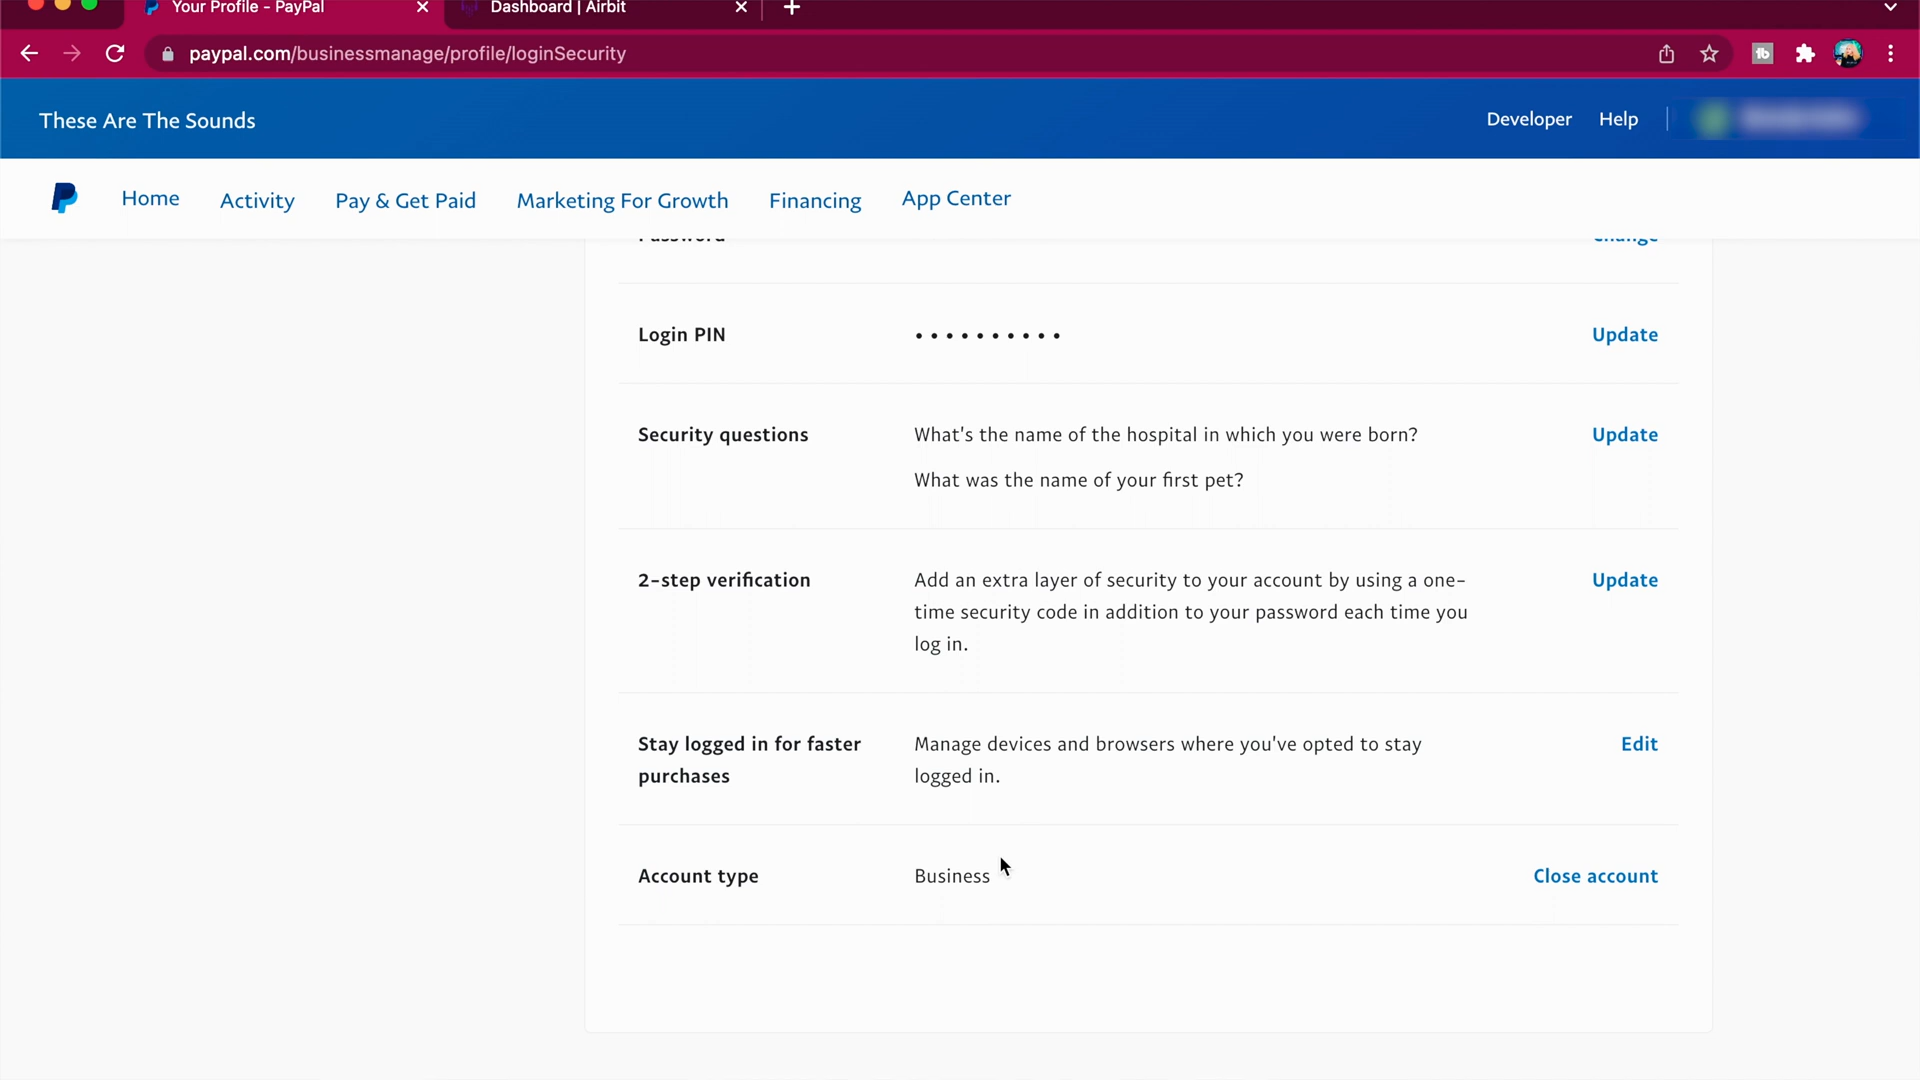 Your Profile - PayPal
Dashboard | Airbit
paypal.com/businessmanage/profile/loginSecurity
These Are The Sounds
Developer
Help
Home
Activity
Pay & Get Paid
Marketing For Growth
Financing
App Center
Password
Change
Login PIN
Update
Security questions
What's the name of the hospital in which you were born?
Update
What was the name of your first pet?
2-step verification
Add an extra layer of security to your account by using a one-
time security code in addition to your password each time you
log in.
Update
Stay logged in for faster
purchases
Manage devices and browsers where you've opted to stay
logged in.
Edit
Account type
Business
Close account